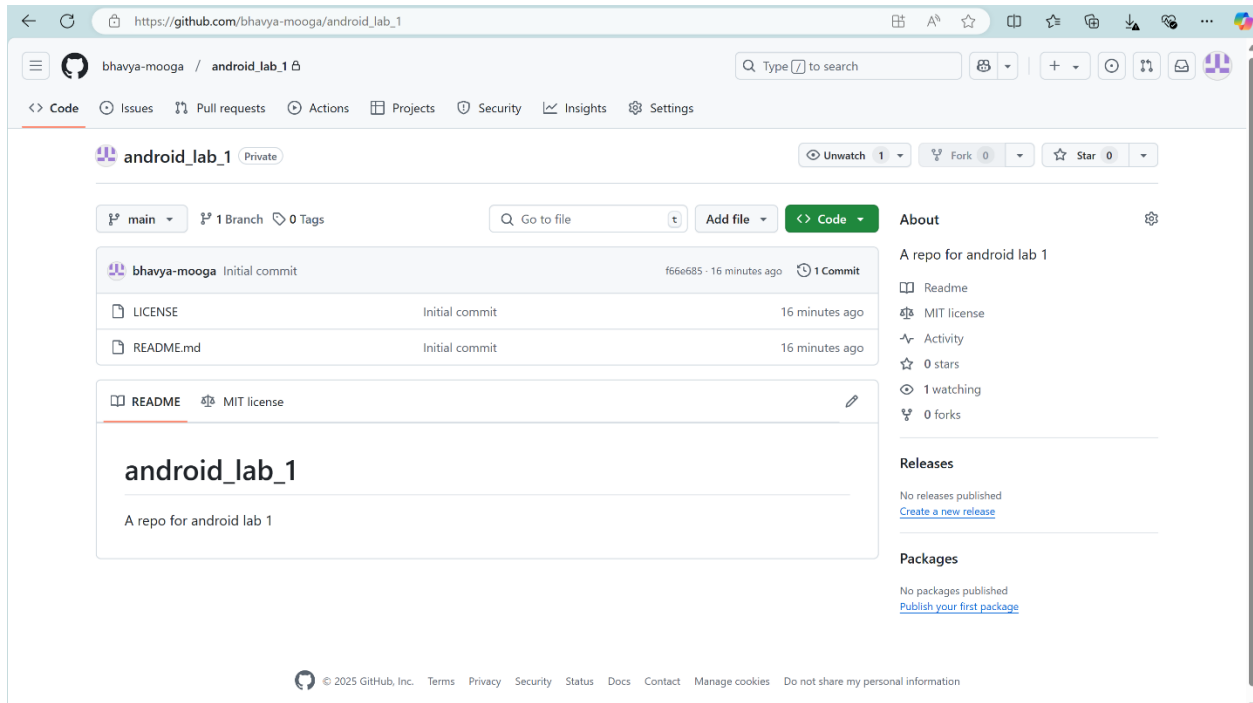 https://github.com/bhavya-mooga/android_lab_1
bhavya-mooga / android_lab_1
Type / to search
Code Issues Pull requests Actions Projects Security Insights Settings
android_lab_1 Private
Unwatch 1 Fork 0 Star 0
main 1 Branch 0 Tags
Go to file t
Add file
Code
bhavya-mooga Initial commit f66e685 · 16 minutes ago 1 Commit
LICENSE Initial commit 16 minutes ago
README.md Initial commit 16 minutes ago
README MIT license
android_lab_1
A repo for android lab 1
About
A repo for android lab 1
Readme
MIT license
Activity
0 stars
1 watching
0 forks
Releases
No releases published
Create a new release
Packages
No packages published
Publish your first package
© 2025 GitHub, Inc. Terms Privacy Security Status Docs Contact Manage cookies Do not share my personal information